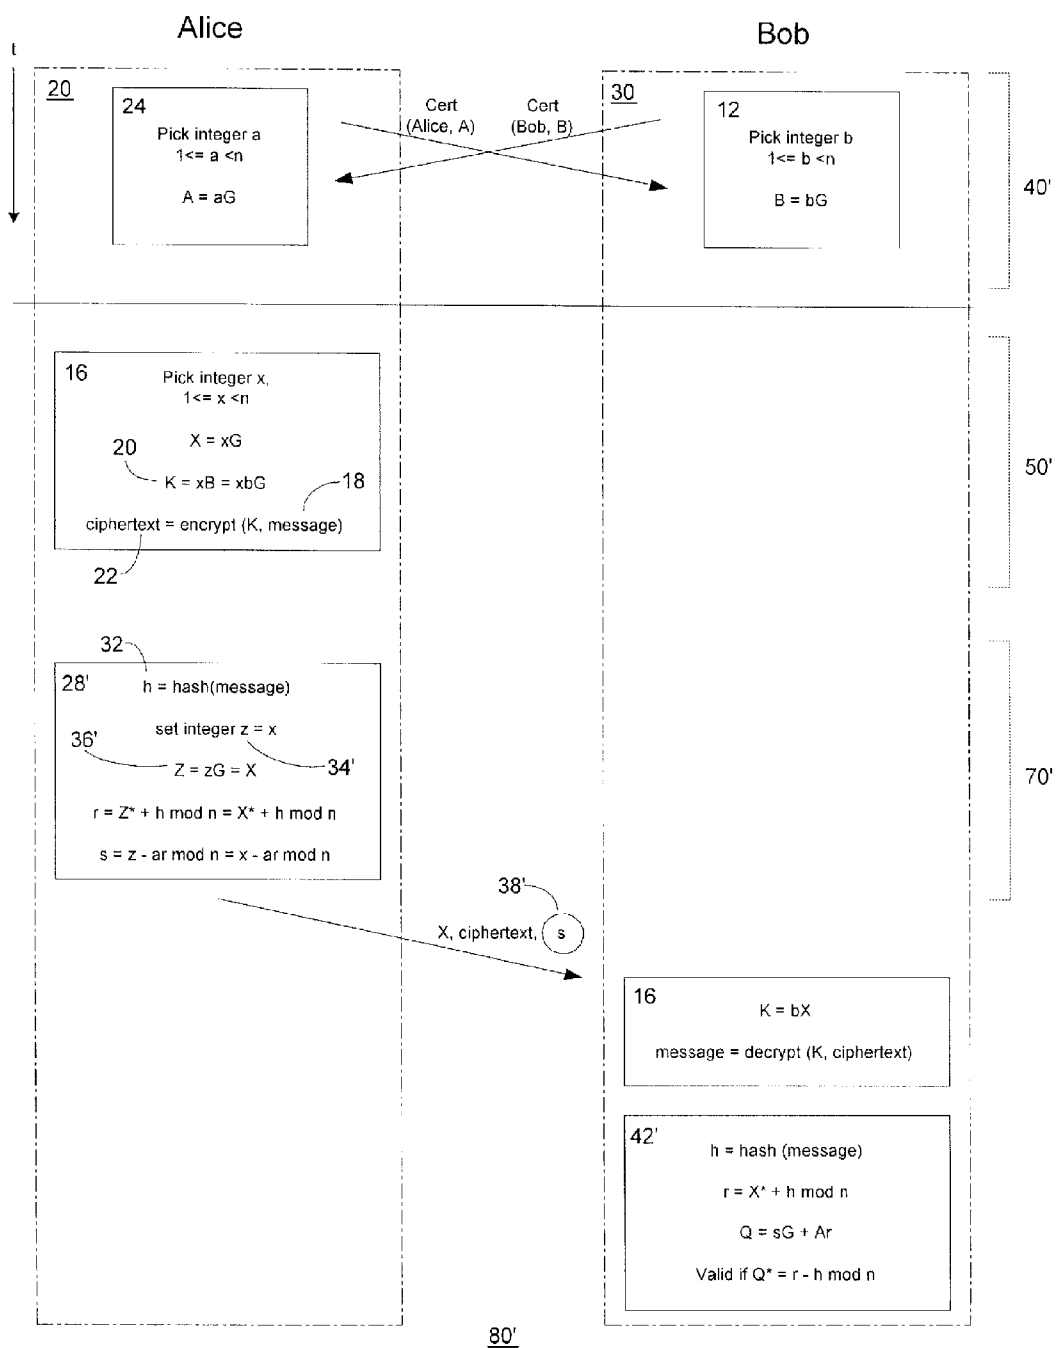 Alice
Bob
t
20
24
Pick integer a
1<= a <n
A = aG
Cert
(Alice, A)
Cert
(Bob, B)
30
12
Pick integer b
1<= b <n
B = bG
40'
16
Pick integer x,
1<= x <n
X = xG
20
K = xB = xbG
18
ciphertext = encrypt (K, message)
22
50'
32
28'
h = hash(message)
set integer z = x
36'
34'
Z = zG = X
r = Z* + h mod n = X* + h mod n
s = z - ar mod n = x - ar mod n
70'
38'
X, ciphertext, s
16
K = bX
message = decrypt (K, ciphertext)
42'
h = hash (message)
r = X* + h mod n
Q = sG + Ar
Valid if Q* = r - h mod n
80'